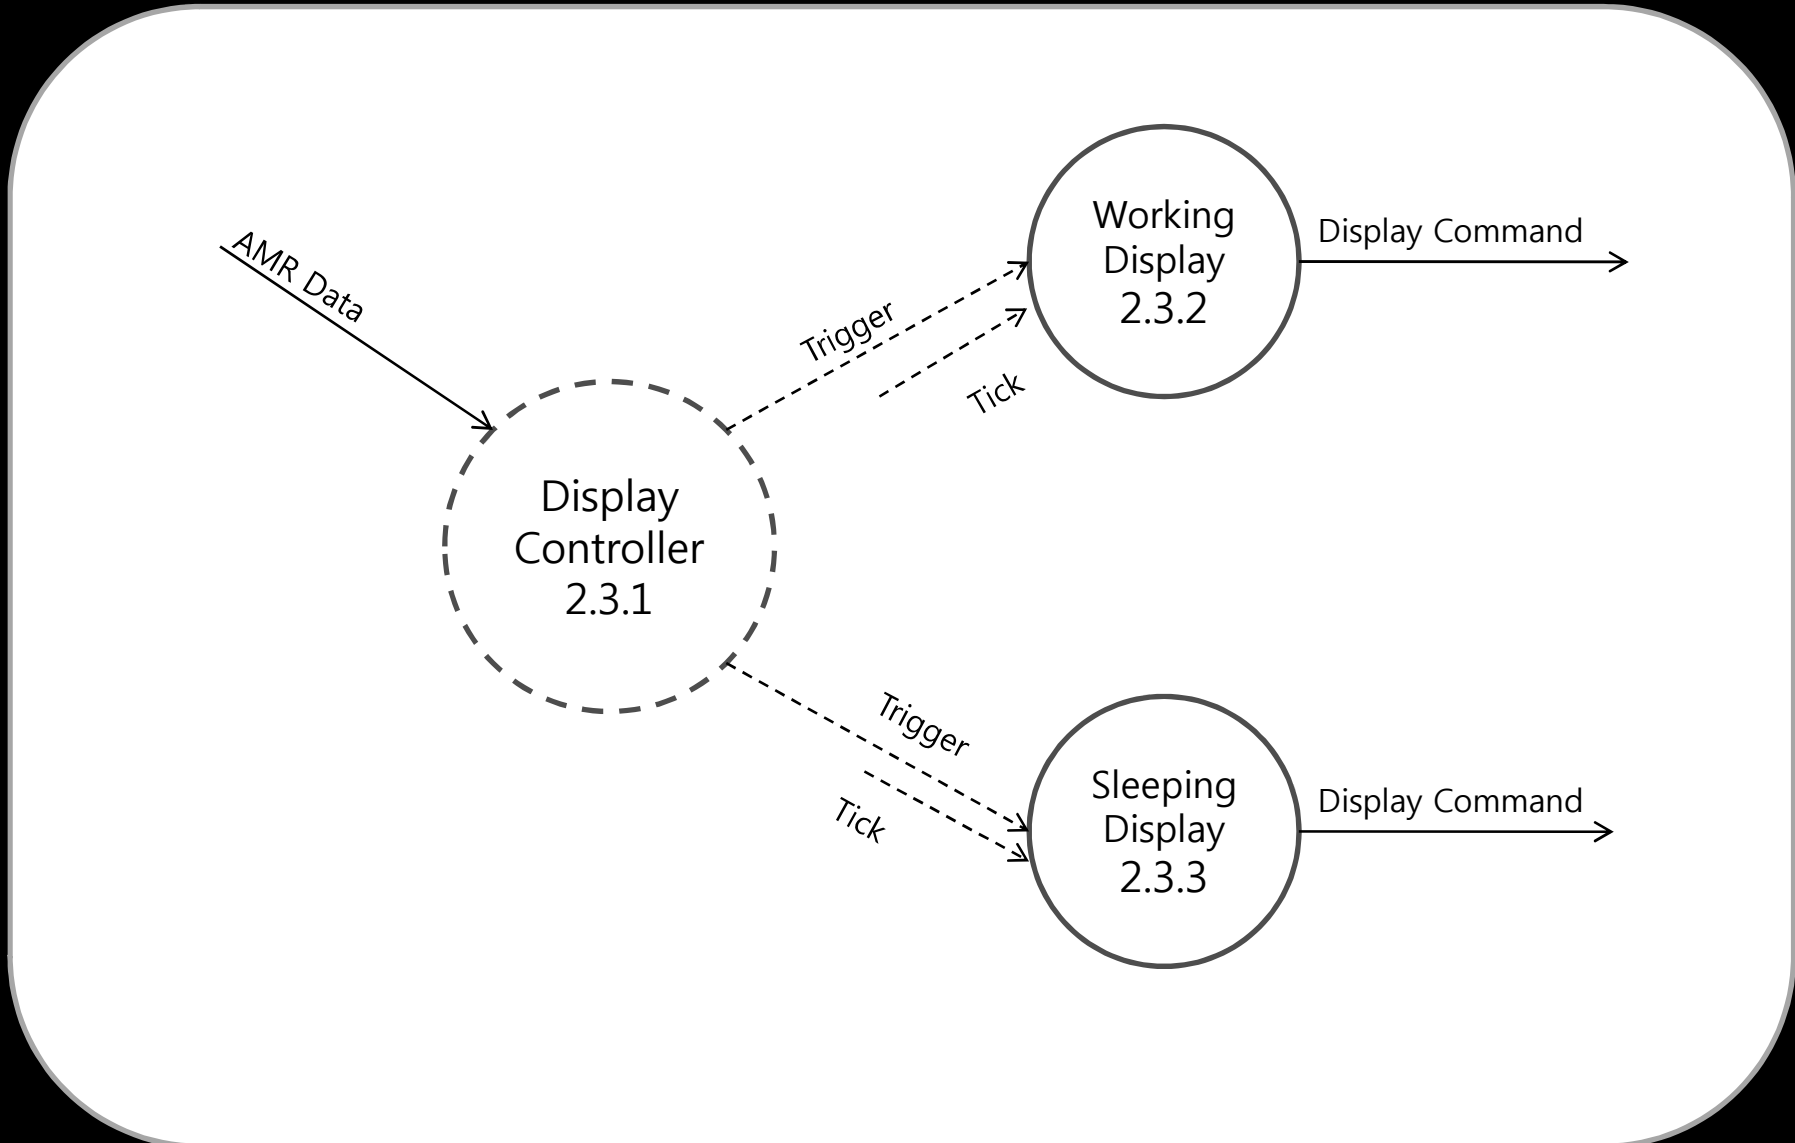 AMR Data
Trigger
Tick
Working
Display
2.3.2
Display Command
Display
Controller
2.3.1
Trigger
Tick
Sleeping
Display
2.3.3
Display Command